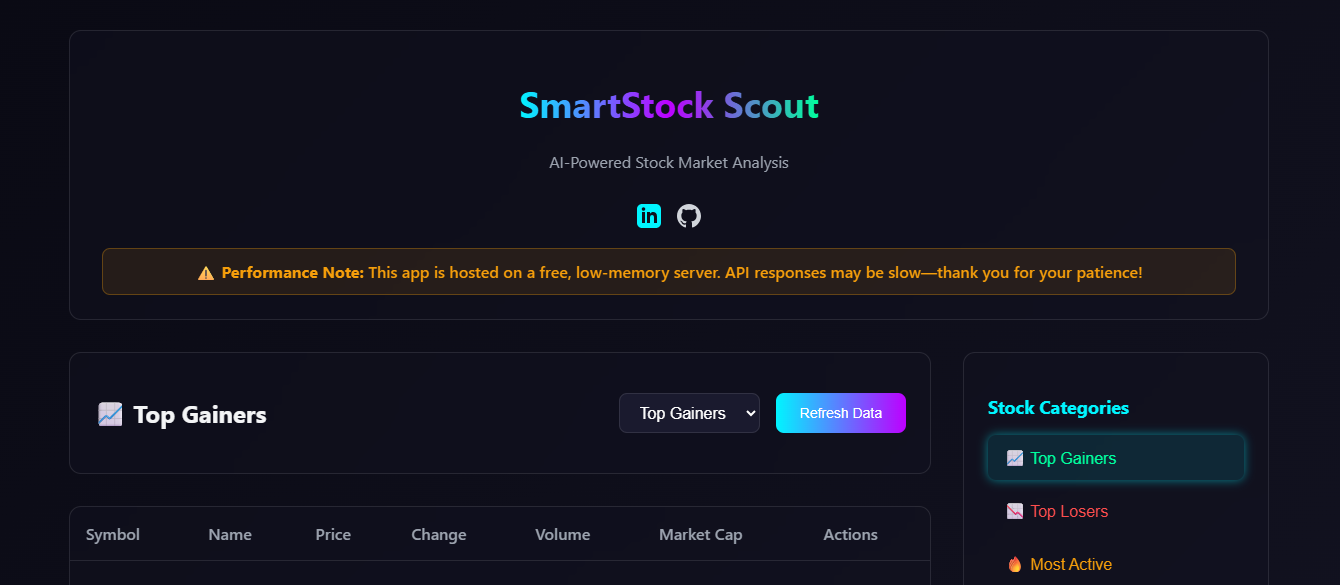 SmartStock Scout
AI-Powered Stock Market Analysis
in
⚠️ Performance Note: This app is hosted on a free, low-memory server. API responses may be slow—thank you for your patience!
📈 Top Gainers
Top Gainers
Refresh Data
Symbol Name Price Change Volume Market Cap Actions
Stock Categories
📈 Top Gainers
📉 Top Losers
🔥 Most Active